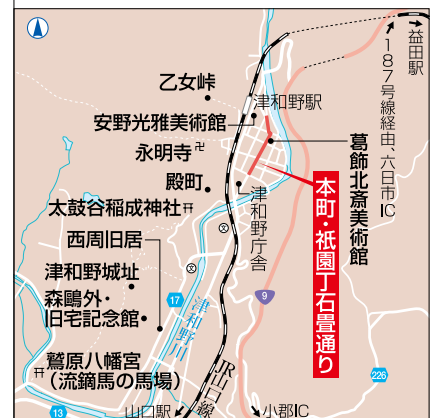 益田駅
187号線経由、六日市IC
乙女峠
津和野駅
安野光雅美術館
永明寺
殿町
葛飾北斎美術館
太鼓谷稲成神社
津和野庁舎
本町・祇園丁石畳通り
西周旧居
津和野城址
森鷗外・
旧宅記念館
17
津和野川
9
鷲原八幡宮
(流鏑馬の馬場)
226
13
山口駅
JR山口線
小郡IC
文
文